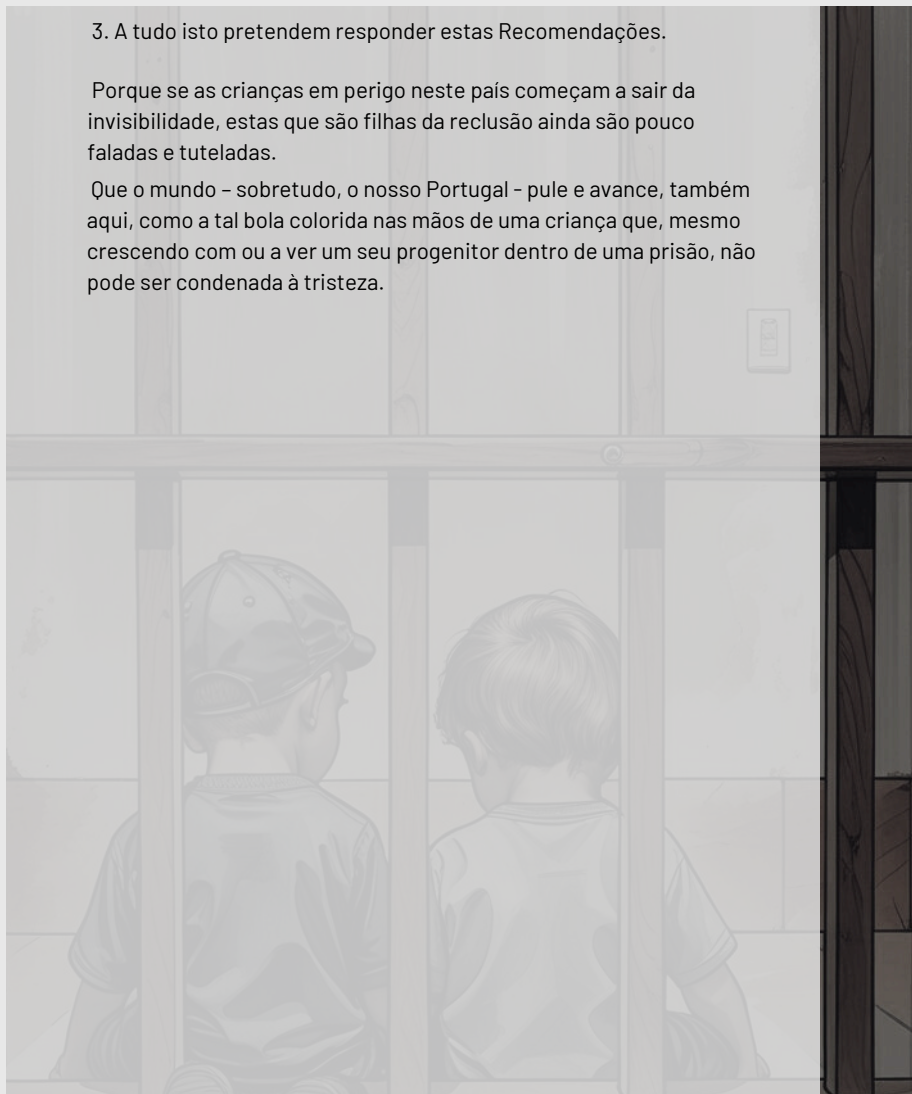 3. A tudo isto pretendem responder estas Recomendações.
Porque se as crianças em perigo neste país começam a sair da
invisibilidade, estas que são filhas da reclusão ainda são pouco
faladas e tuteladas.
Que o mundo – sobretudo, o nosso Portugal - pule e avance, também
aqui, como a tal bola colorida nas mãos de uma criança que, mesmo
crescendo com ou a ver um seu progenitor dentro de uma prisão, não
pode ser condenada à tristeza.